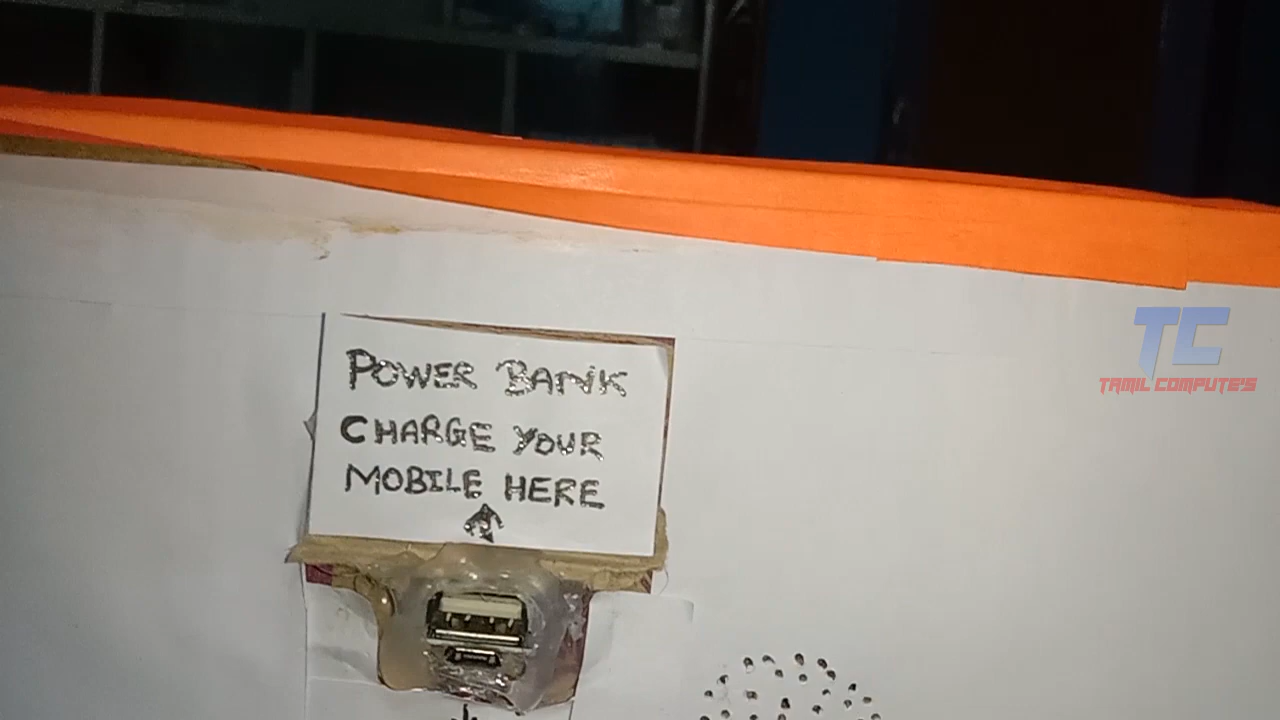 POWER BANK
CHARGE YOUR
MOBILE HERE
TC
TAMIL COMPUTE'S